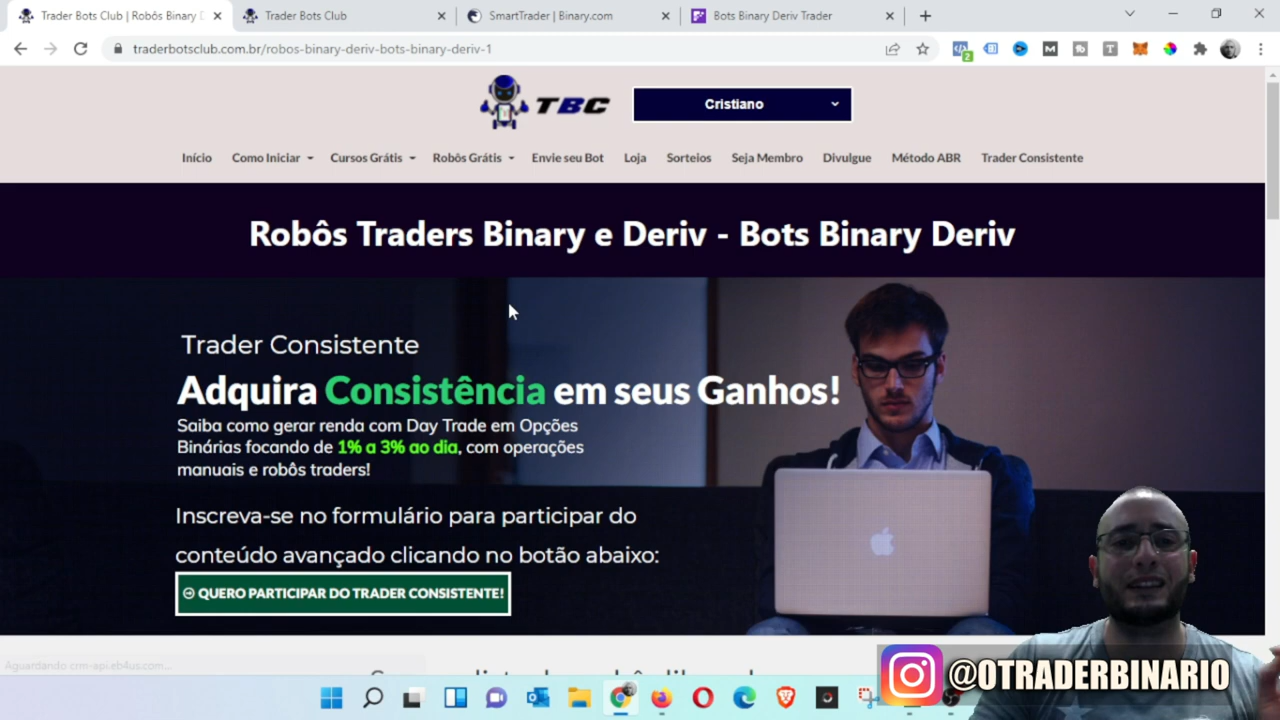 Trader Bots Club | Robôs Binary D
Trader Bots Club
SmartTrader | Binary.com
Bots Binary Deriv Trader
traderbotsclub.com.br/robos-binary-deriv-bots-binary-deriv-1
2
TBC
Cristiano
Início
Como Iniciar
Cursos Grátis
Robôs Grátis
Envie seu Bot
Loja
Sorteios
Seja Membro
Divulgue
Método ABR
Trader Consistente
Robôs Traders Binary e Deriv - Bots Binary Deriv
Trader Consistente
Adquira Consistência em seus Ganhos!
Saiba como gerar renda com Day Trade em Opções
Binárias focando de 1% a 3% ao dia, com operações
manuais e robôs traders!
Inscreva-se no formulário para participar do
conteúdo avançado clicando no botão abaixo:
QUERO PARTICIPAR DO TRADER CONSISTENTE!
Aguardando crm-api.eb4us.com...
@OTRADERBINARIO